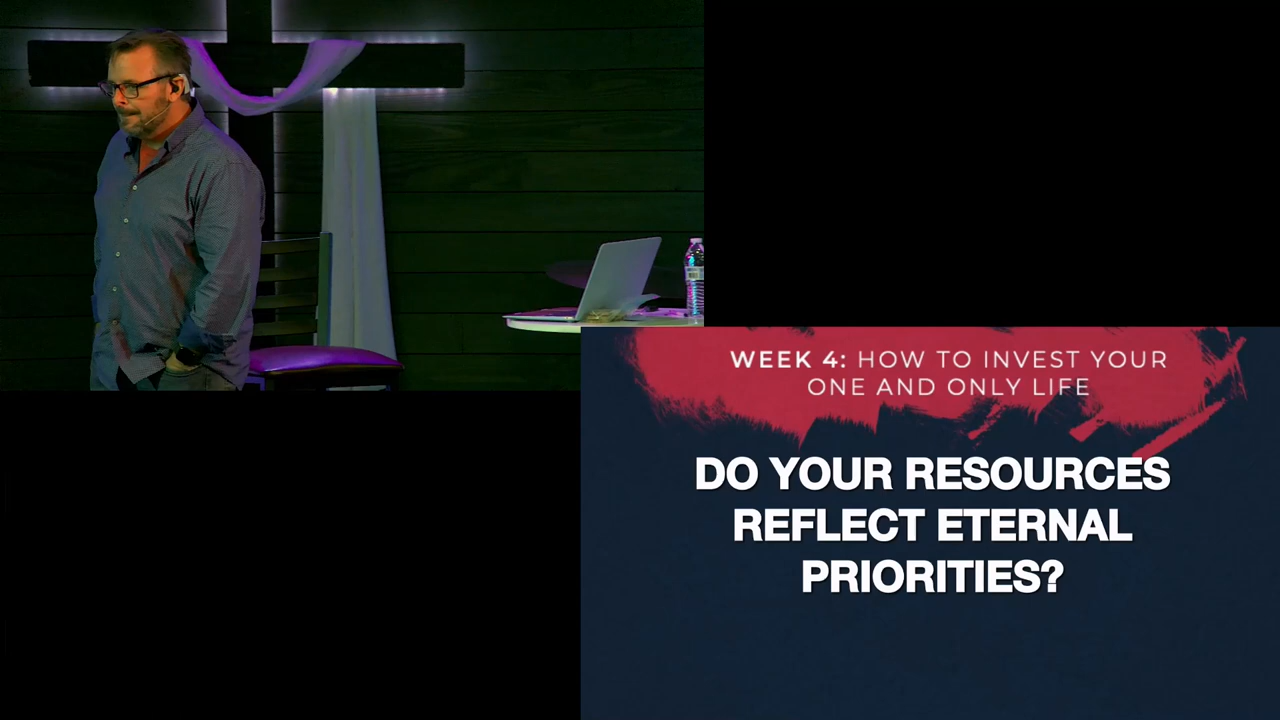 WEEK 4: HOW TO INVEST YOUR
ONE AND ONLY LIFE
DO YOUR RESOURCES
REFLECT ETERNAL
PRIORITIES?